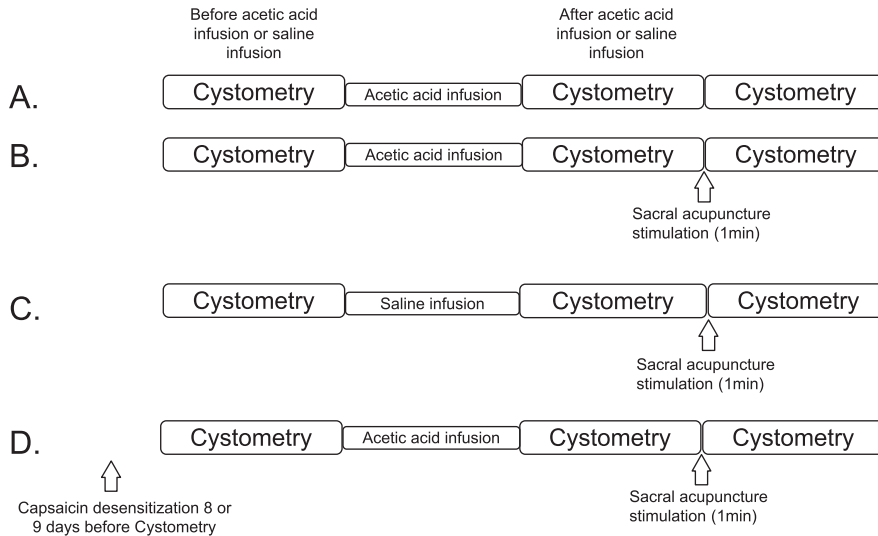 Before acetic acid
infusion or saline
infusion
After acetic acid
infusion or saline
infusion
A.
Cystometry
Acetic acid infusion
Cystometry
Cystometry
B.
Cystometry
Acetic acid infusion
Cystometry
Cystometry
Sacral acupuncture
stimulation (1min)
C.
Cystometry
Saline infusion
Cystometry
Cystometry
Sacral acupuncture
stimulation (1min)
D.
Cystometry
Acetic acid infusion
Cystometry
Cystometry
Capsaicin desensitization 8 or
9 days before Cystometry
Sacral acupuncture
stimulation (1min)